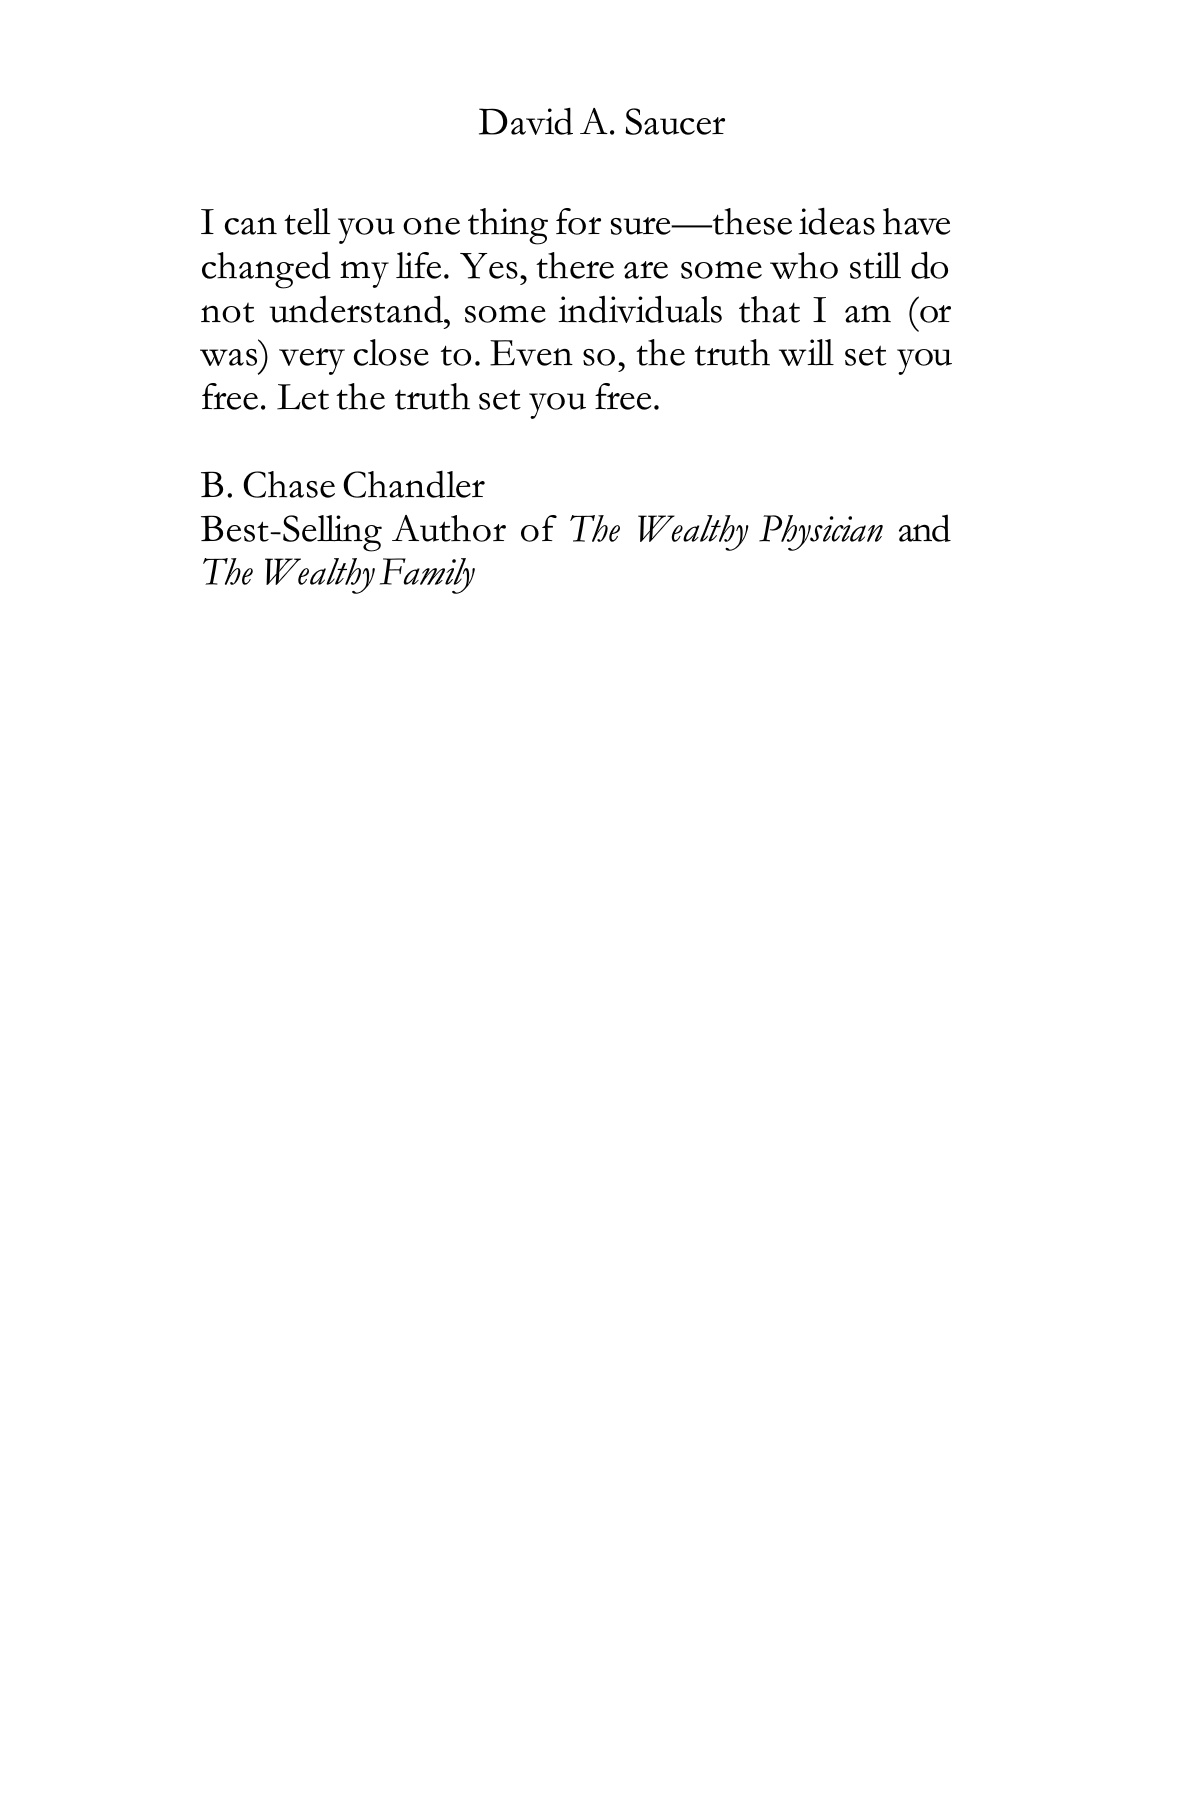 David A. Saucer
I can tell you one thing for sure—these ideas have
changed my life. Yes, there are some who still do
not understand, some individuals that I am (or
was) very close to. Even so, the truth will set you
free. Let the truth set you free.
B. Chase Chandler
Best-Selling Author of The Wealthy Physician and
The Wealthy Family